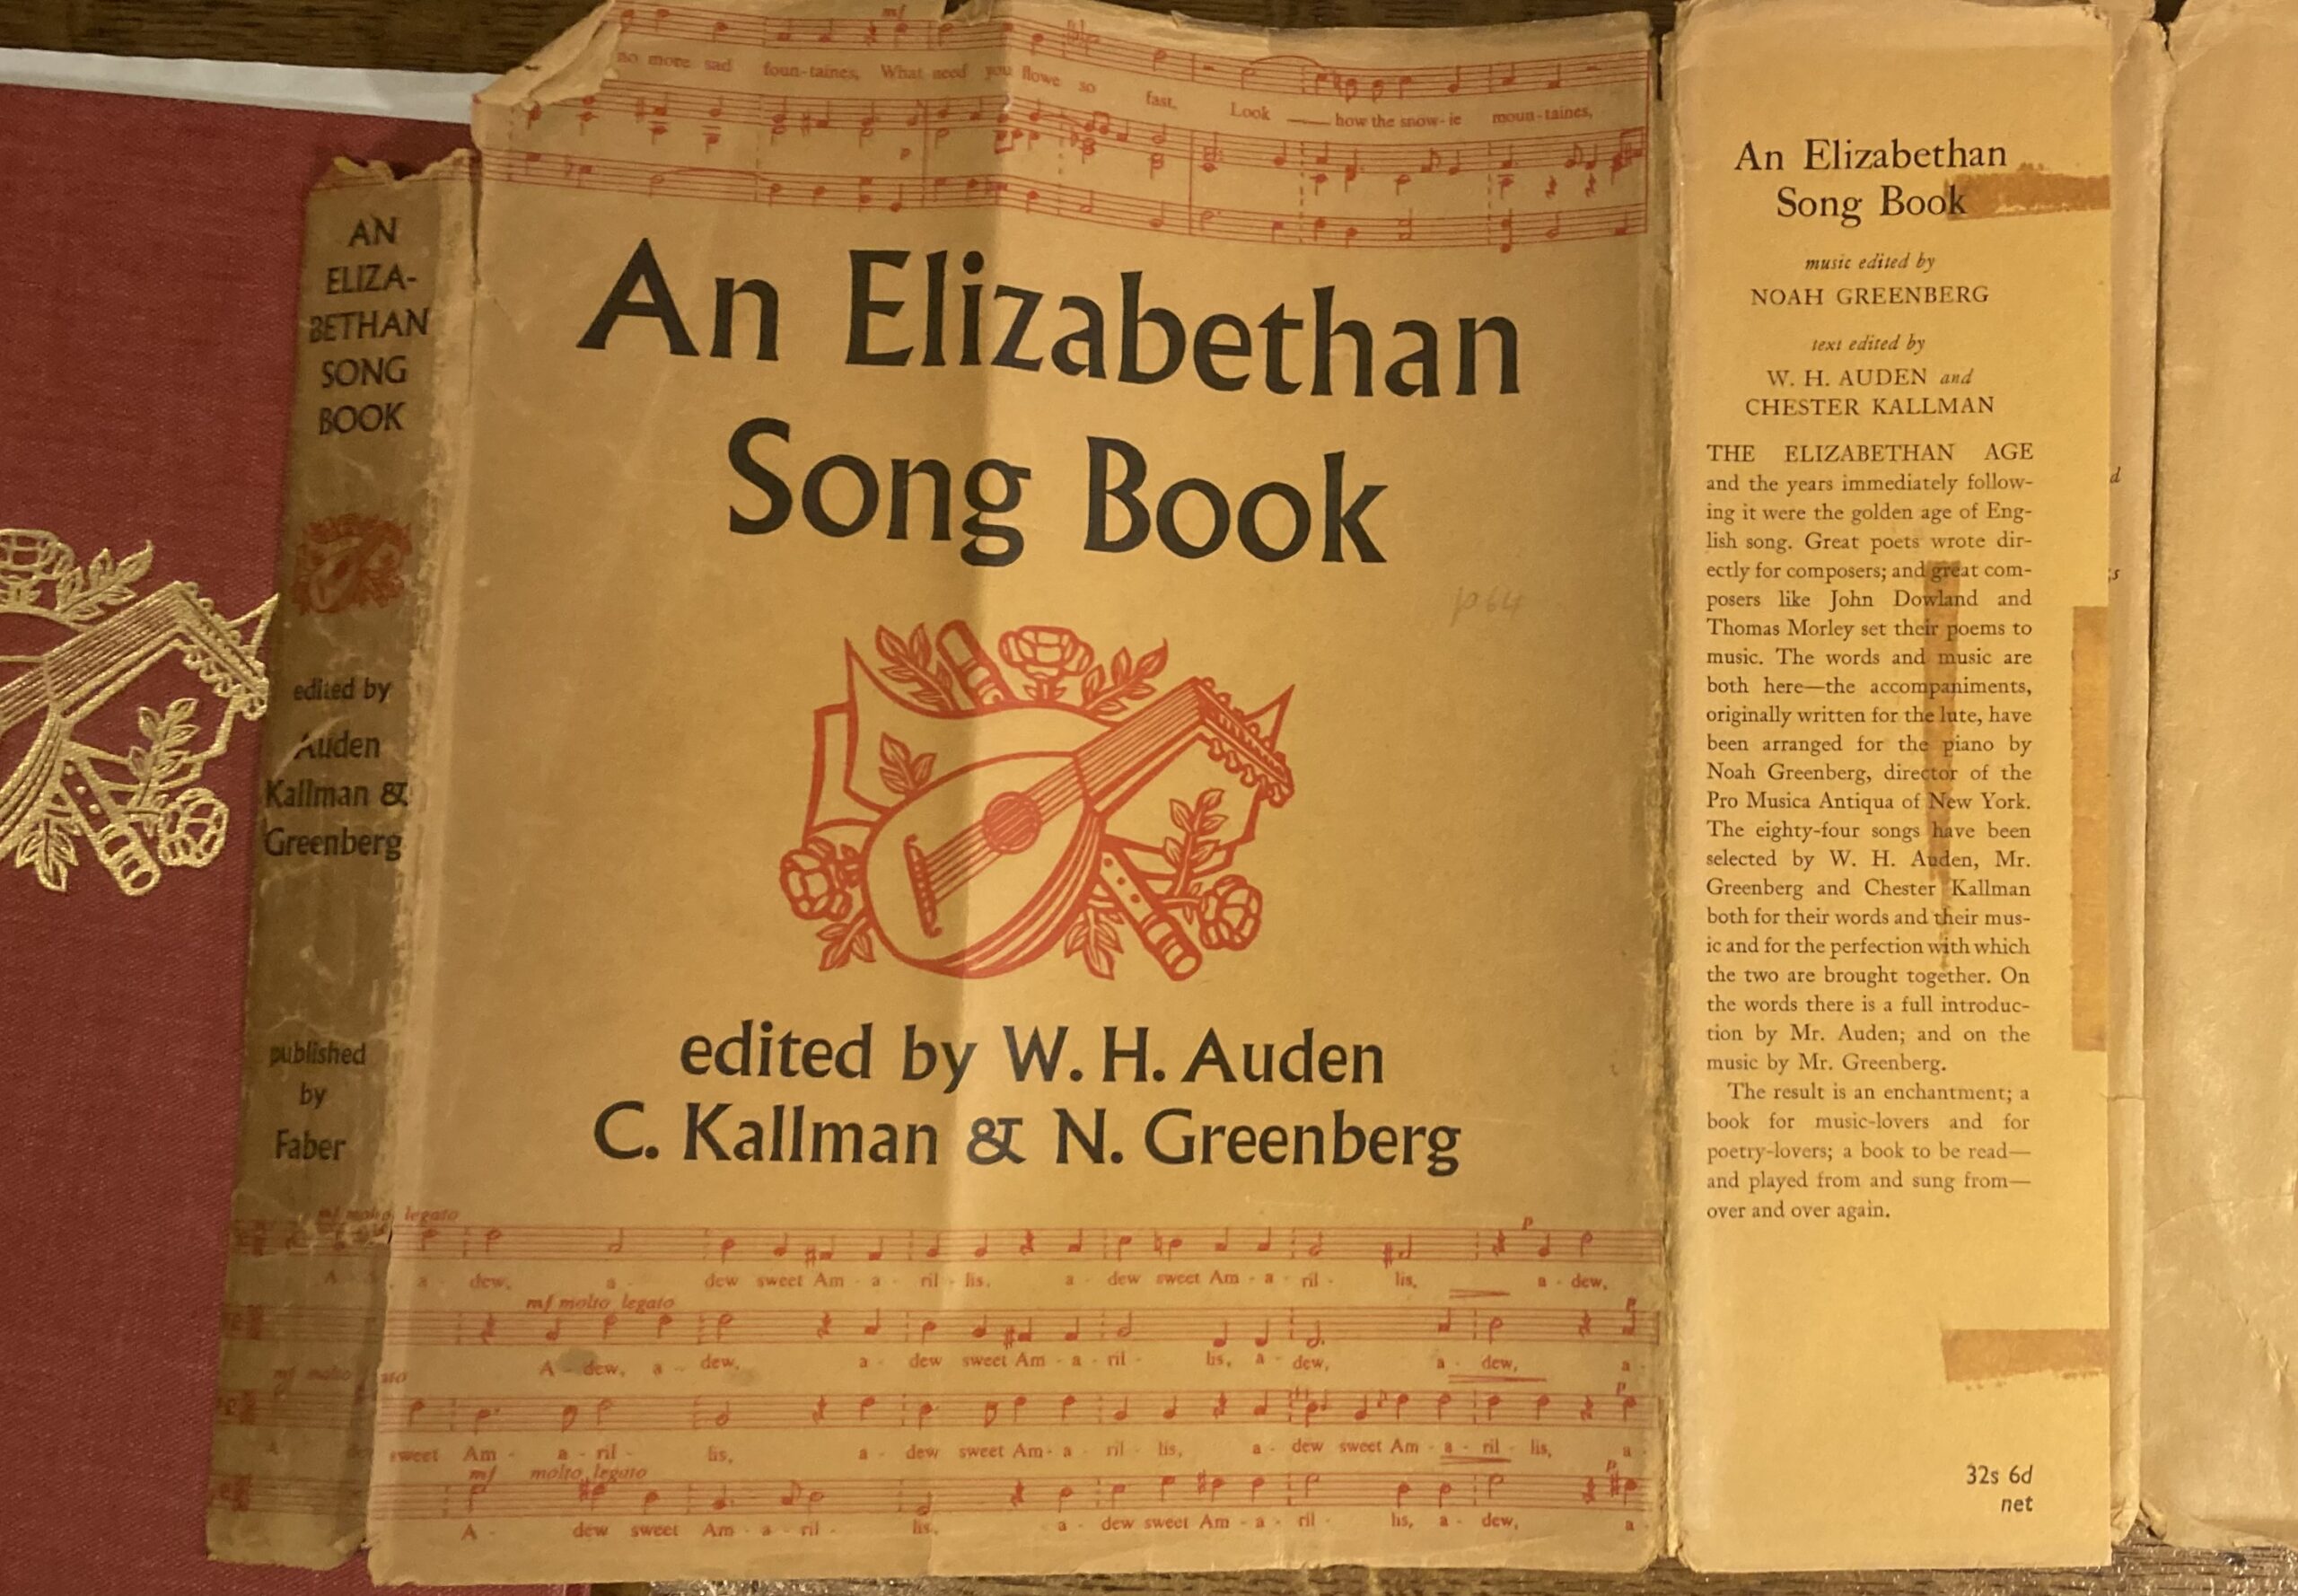 AN
ELIZA-
BETHAN
SONG
BOOK
edited by
Auden
Kallman &
Greenberg
published
by
Faber
mf
no more sad foun-taines, What need you flowe so fast, Look how the snow-ie moun-taines,
p
An Elizabethan
Song Book
p64
edited by W. H. Auden
C. Kallman & N. Greenberg
mf molto legato
p
a - dew, a - dew sweet Am - a - ril - lis, a - dew sweet Am - a - ril - lis, a - dew,
mf molto legato
p
A - dew, a - dew, a - dew sweet Am - a - ril - lis, a - dew, a - dew, a -
mf molto
p
sweet Am - a - ril - lis, a - dew sweet Am - a - ril - lis, a - dew sweet Am - a - ril - lis, a -
mf molto legato
p
A - dew sweet Am - a - ril - lis, a - dew sweet Am - a - ril - lis, a - dew, a -
An Elizabethan
Song Book
music edited by
NOAH GREENBERG
text edited by
W. H. AUDEN and
CHESTER KALLMAN
THE ELIZABETHAN AGE
and the years immediately follow-
ing it were the golden age of Eng-
lish song. Great poets wrote dir-
ectly for composers; and great com-
posers like John Dowland and
Thomas Morley set their poems to
music. The words and music are
both here—the accompaniments,
originally written for the lute, have
been arranged for the piano by
Noah Greenberg, director of the
Pro Musica Antiqua of New York.
The eighty-four songs have been
selected by W. H. Auden, Mr.
Greenberg and Chester Kallman
both for their words and their mus-
ic and for the perfection with which
the two are brought together. On
the words there is a full introduc-
tion by Mr. Auden; and on the
music by Mr. Greenberg.
The result is an enchantment; a
book for music-lovers and for
poetry-lovers; a book to be read—
and played from and sung from—
over and over again.
32s 6d
net